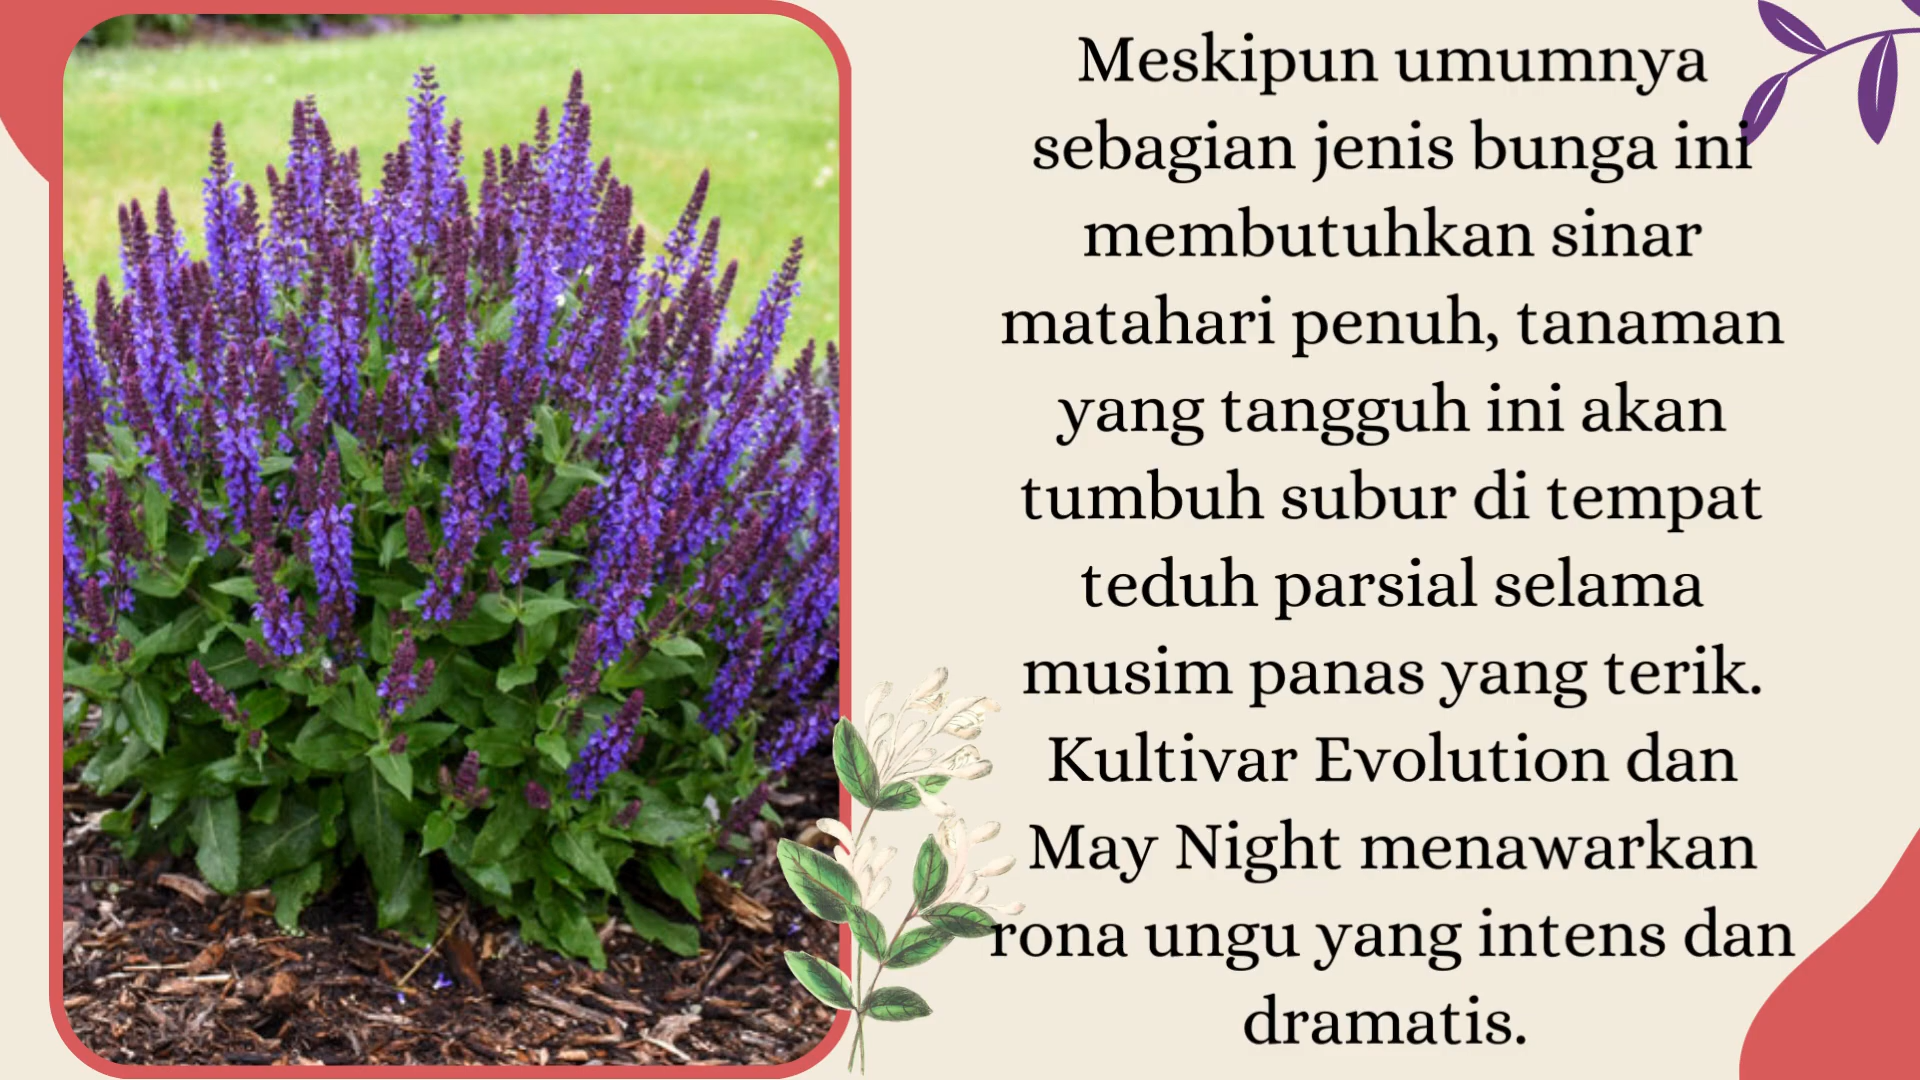 Meskipun umumnya
sebagian jenis bunga ini
membutuhkan sinar
matahari penuh, tanaman
yang tangguh ini akan
tumbuh subur di tempat
teduh parsial selama
musim panas yang terik.
Kultivar Evolution dan
May Night menawarkan
rona ungu yang intens dan
dramatis.